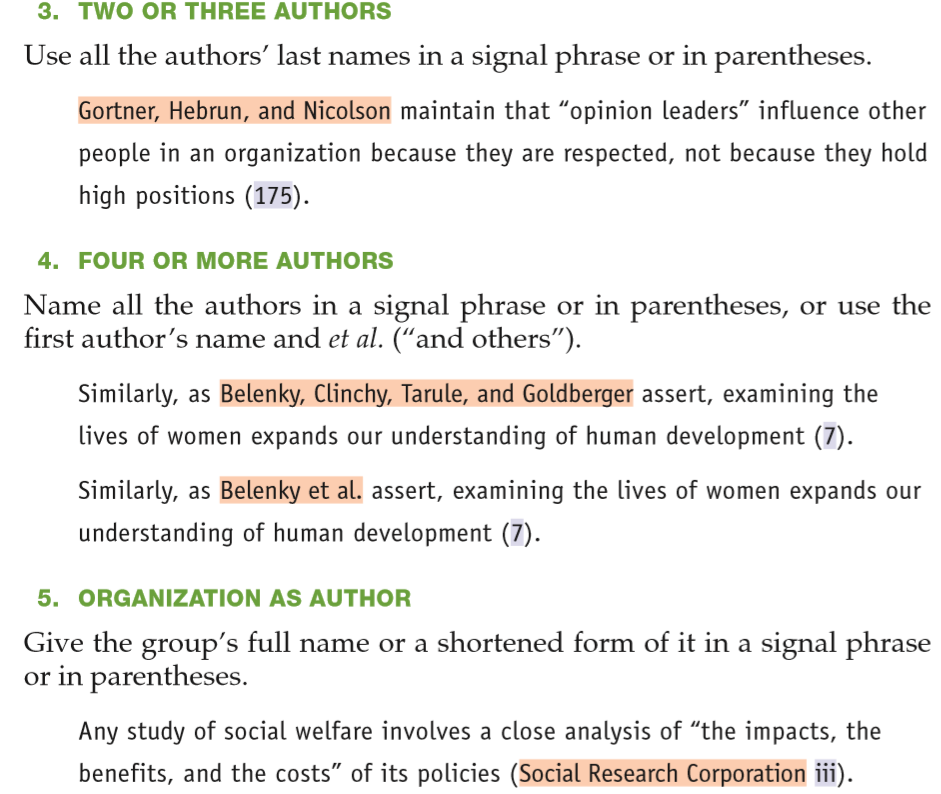 3. TWO OR THREE AUTHORS
Use all the authors’ last names in a signal phrase or in parentheses.
Gortner, Hebrun, and Nicolson maintain that “opinion leaders” influence other
people in an organization because they are respected, not because they hold
high positions (175).
4. FOUR OR MORE AUTHORS
Name all the authors in a signal phrase or in parentheses, or use the
first author’s name and et al. (“and others”).
Similarly, as Belenky, Clinchy, Tarule, and Goldberger assert, examining the
lives of women expands our understanding of human development (7).
Similarly, as Belenky et al. assert, examining the lives of women expands our
understanding of human development (7).
5. ORGANIZATION AS AUTHOR
Give the group’s full name or a shortened form of it in a signal phrase
or in parentheses.
Any study of social welfare involves a close analysis of “the impacts, the
benefits, and the costs” of its policies (Social Research Corporation iii).